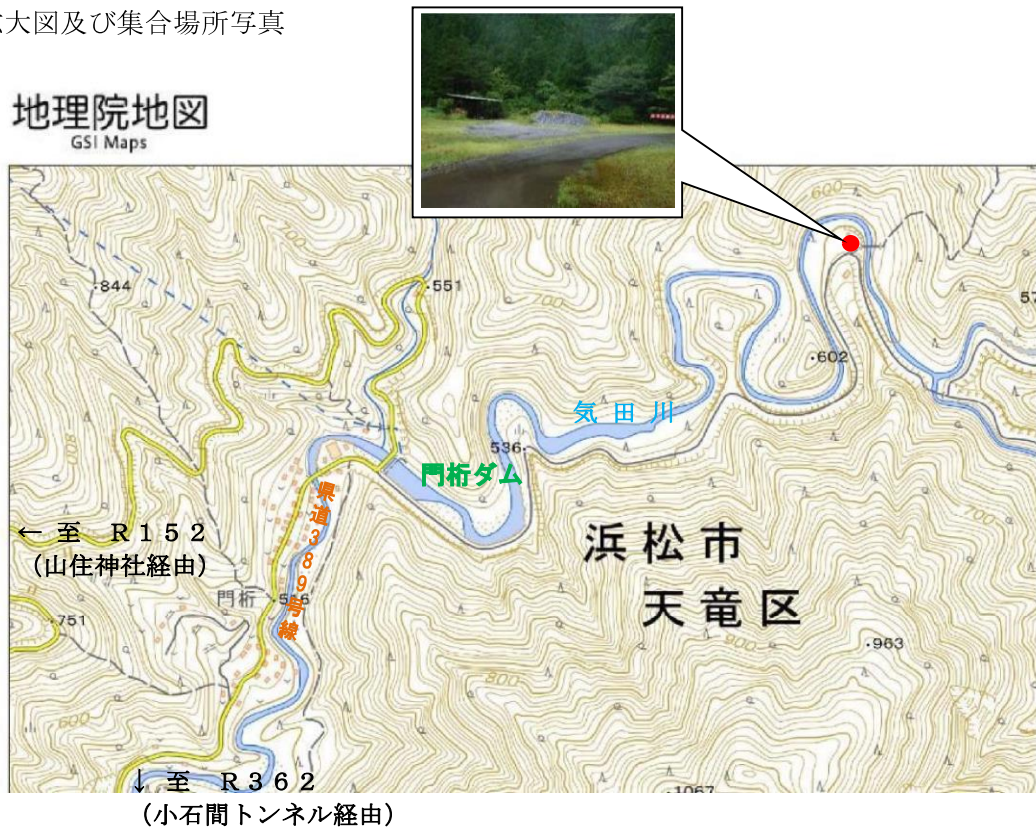 大図及び集合場所写真
地理院地図
GSI Maps
600
700
844
551
700
602
気田川
536
門桁ダム
県道389号線
800
← 至 R152
(山住神社経由)
浜松市
天竜区
700
門桁
751
900
963
800
600
↓ 至 R362
(小石間トンネル経由)
1067